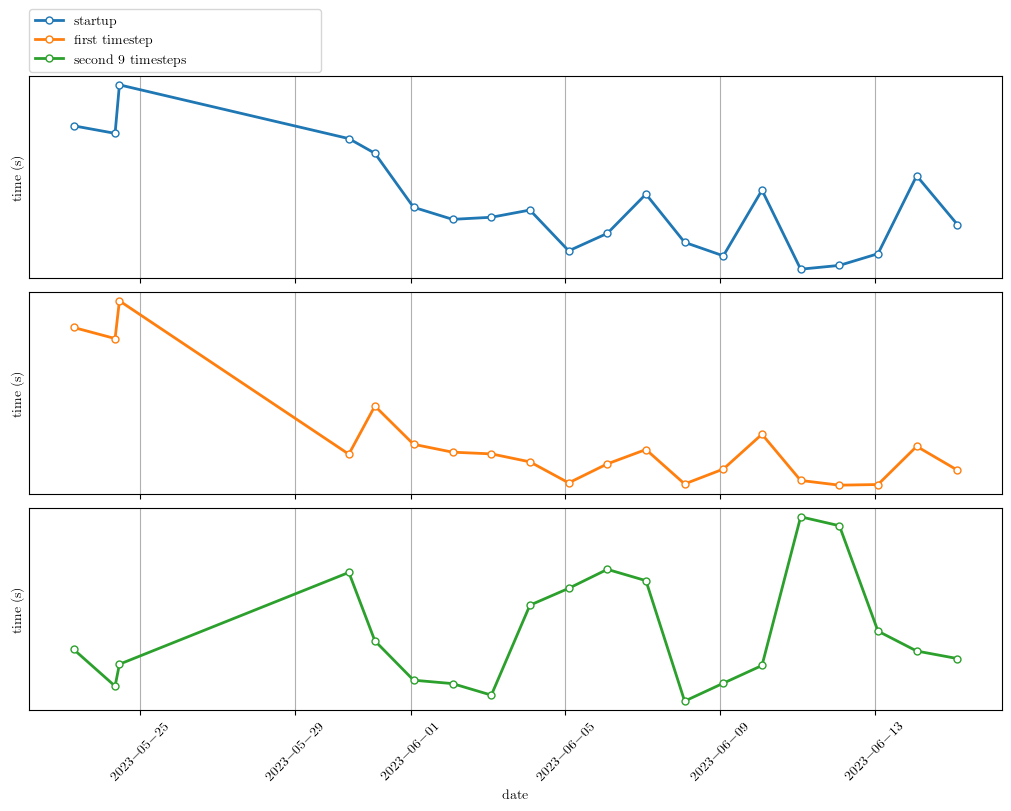 startup
first timestep
second 9 timesteps
time (s)
time (s)
time (s)
2023−05−25
2023−05−29
2023−06−01
2023−06−05
2023−06−09
2023−06−13
date